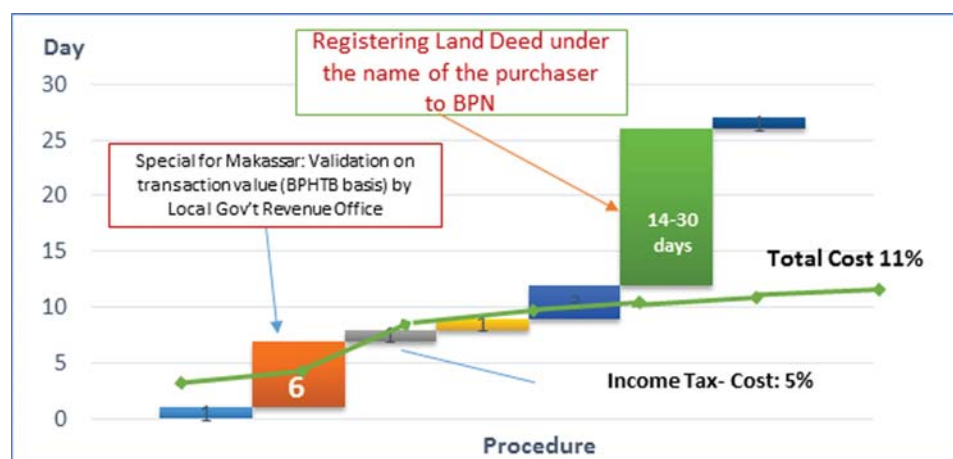 Day
30
25
20
15
10
5
0
Registering Land Deed under
the name of the purchaser
to BPN
Special for Makassar: Validation on
transaction value (BPHTB basis) by
Local Gov't Revenue Office
1
6
1
1
3
14-30
days
1
Total Cost 11%
Income Tax- Cost: 5%
Procedure